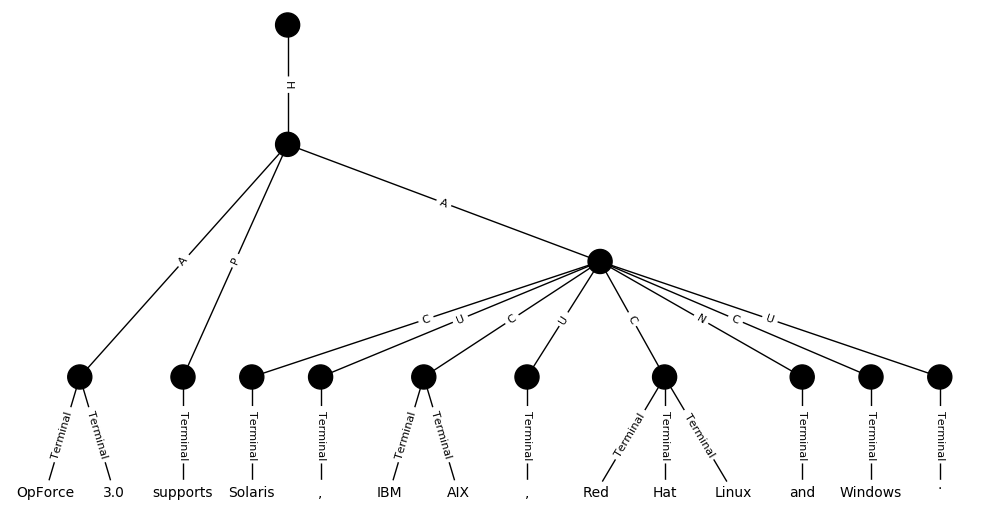 H
A
A P
C U C U C N C U
Terminal Terminal Terminal Terminal Terminal Terminal Terminal Terminal Terminal Terminal Terminal Terminal Terminal Terminal
OpForce 3.0 supports Solaris , IBM AIX , Red Hat Linux and Windows .